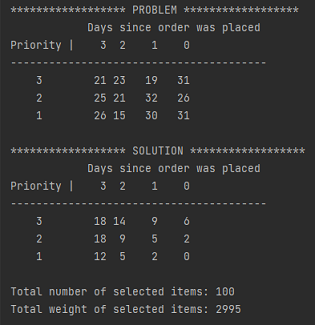 ****************** PROBLEM ******************
Days since order was placed
Priority | 3 2 1 0
----------------------------------------
3 21 23 19 31
2 25 21 32 26
1 26 15 30 31
****************** SOLUTION ******************
Days since order was placed
Priority | 3 2 1 0
----------------------------------------
3 18 14 9 6
2 18 9 5 2
1 12 5 2 0
Total number of selected items: 100
Total weight of selected items: 2995